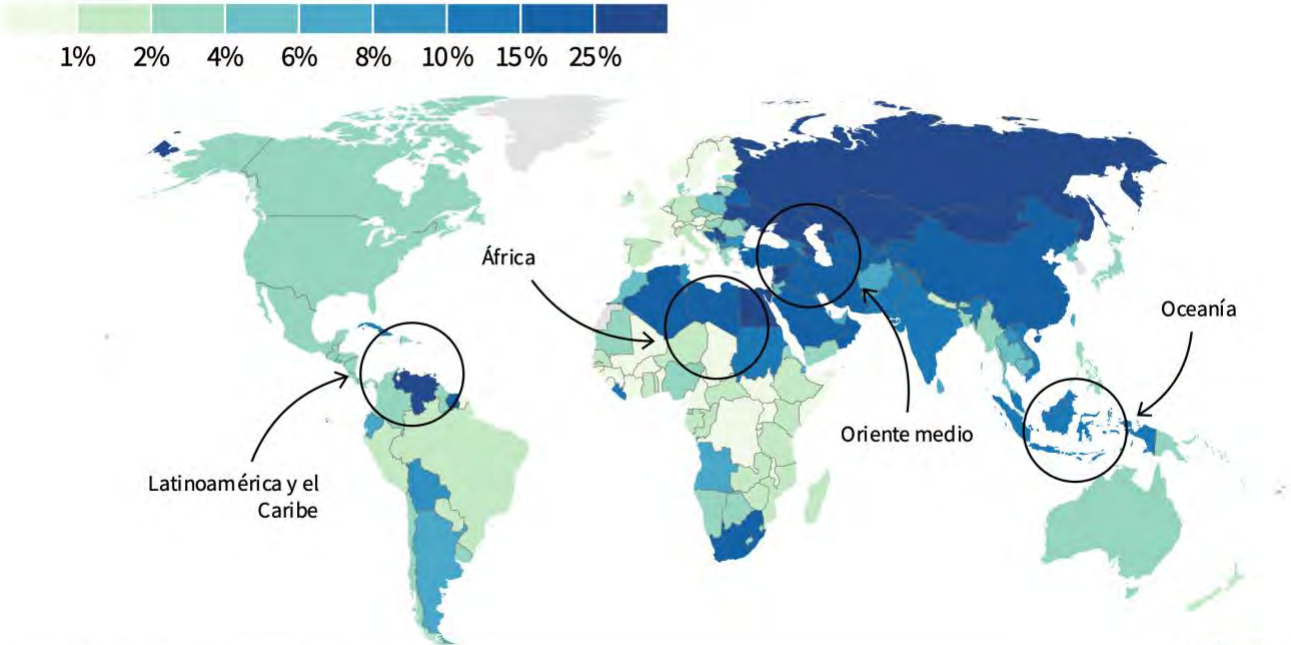 1% 2% 4% 6% 8% 10% 15% 25%
África
Oceanía
Oriente medio
Latinoamérica y el
Caribe